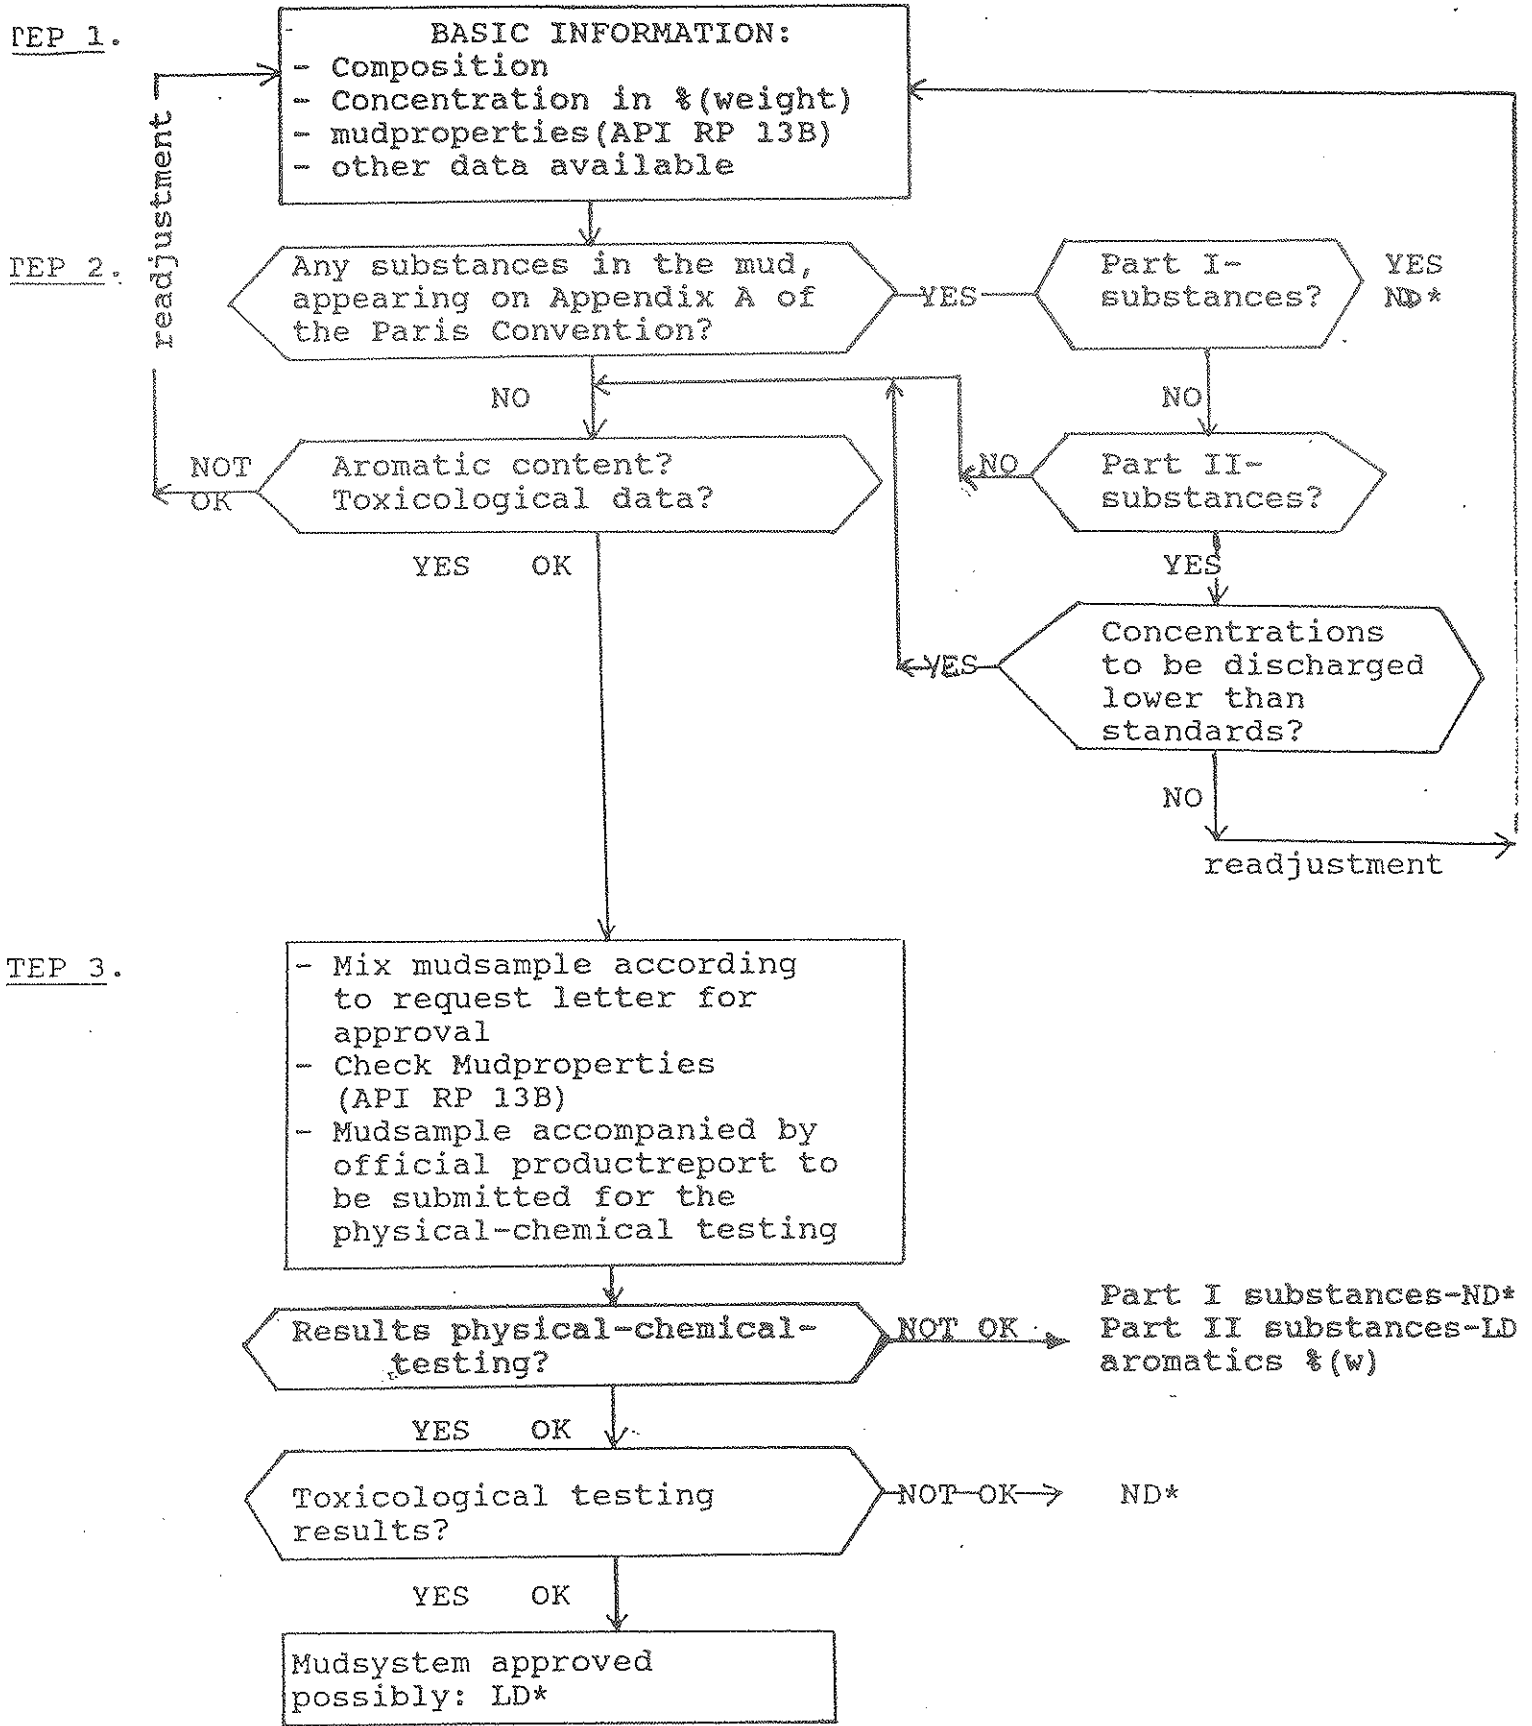 TEP 1.
BASIC INFORMATION:
- Composition
- Concentration in %(weight)
- mudproperties(API RP 13B)
- other data available
readjustment
TEP 2.
Any substances in the mud,
appearing on Appendix A of
the Paris Convention?
YES
Part I-
substances?
YES
ND*
NO
NO
NOT
OK
Aromatic content?
Toxicological data?
NO
Part II-
substances?
YES OK
YES
YES
Concentrations
to be discharged
lower than
standards?
NO
readjustment
TEP 3.
- Mix mudsample according
to request letter for
approval
- Check Mudproperties
(API RP 13B)
- Mudsample accompanied by
official productreport to
be submitted for the
physical-chemical testing
Results physical-chemical-
testing?
NOT OK
Part I substances-ND*
Part II substances-LD
aromatics %(w)
YES OK
Toxicological testing
results?
NOT OK
ND*
YES OK
Mudsystem approved
possibly: LD*